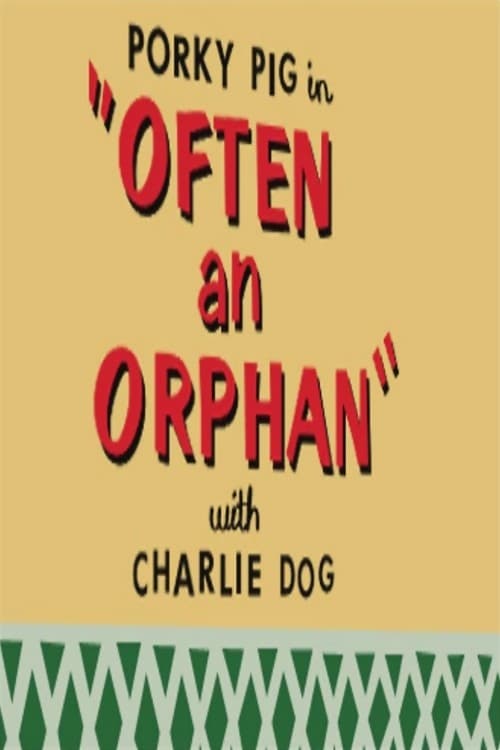 PORKY PIG in
"OFTEN
an
ORPHAN"
with
CHARLIE DOG